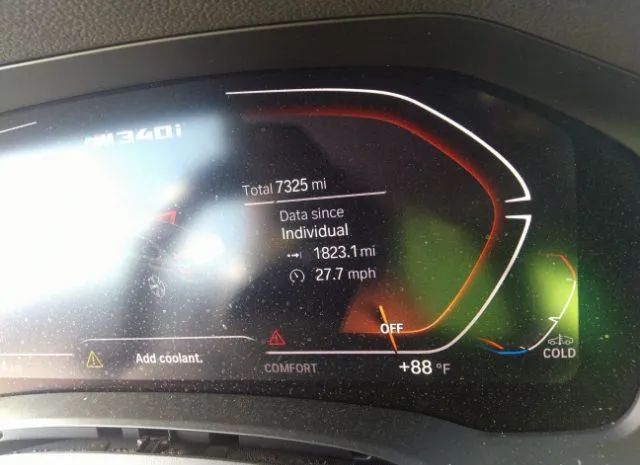 M340i
Total 7325 mi
Data since
Individual
1823.1 mi
27.7 mph
OFF
Add coolant.
COLD
COMFORT
+88 °F